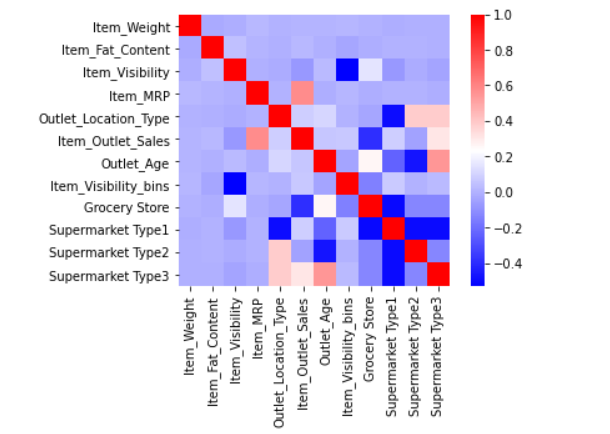 Item_Weight
Item_Fat_Content
Item_Visibility
Item_MRP
Outlet_Location_Type
Item_Outlet_Sales
Outlet_Age
Item_Visibility_bins
Grocery Store
Supermarket Type1
Supermarket Type2
Supermarket Type3
Item_Weight
Item_Fat_Content
Item_Visibility
Item_MRP
Outlet_Location_Type
Item_Outlet_Sales
Outlet_Age
Item_Visibility_bins
Grocery Store
Supermarket Type1
Supermarket Type2
Supermarket Type3
1.0
0.8
0.6
0.4
0.2
0.0
−0.2
−0.4